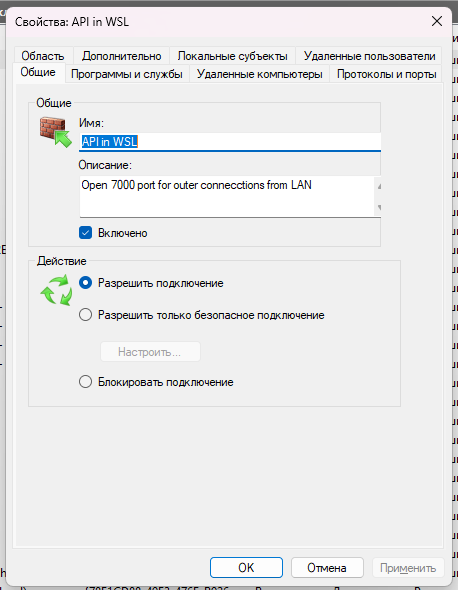 Свойства: API in WSL
Область Дополнительно Локальные субъекты Удаленные пользователи
Общие Программы и службы Удаленные компьютеры Протоколы и порты
Общие
Имя:
API in WSL
Описание:
Open 7000 port for outer connecctions from LAN
Включено
Действие
Разрешить подключение
Разрешить только безопасное подключение
Настроить...
Блокировать подключение
ОК Отмена Применить